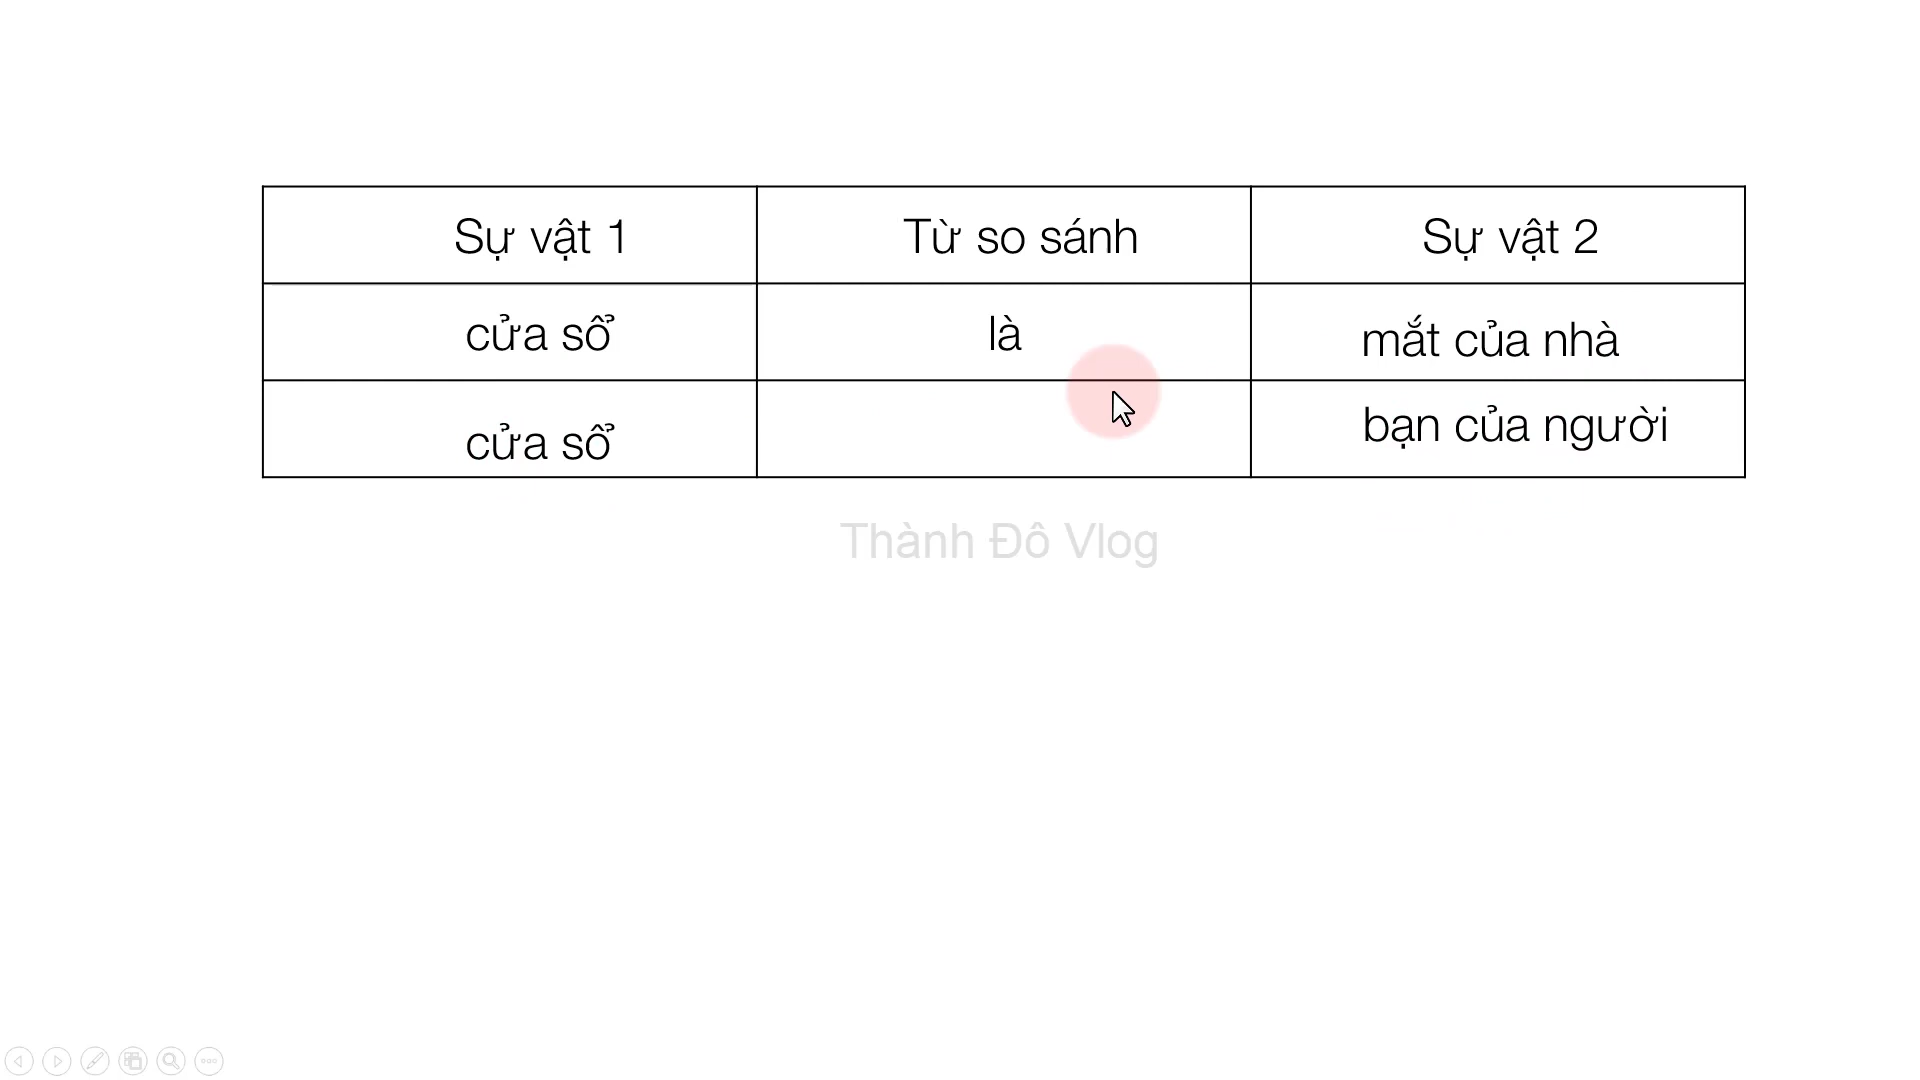 Sự vật 1 Từ so sánh Sự vật 2
cửa sổ là mắt của nhà
cửa sổ bạn của người
Thành Đô Vlog